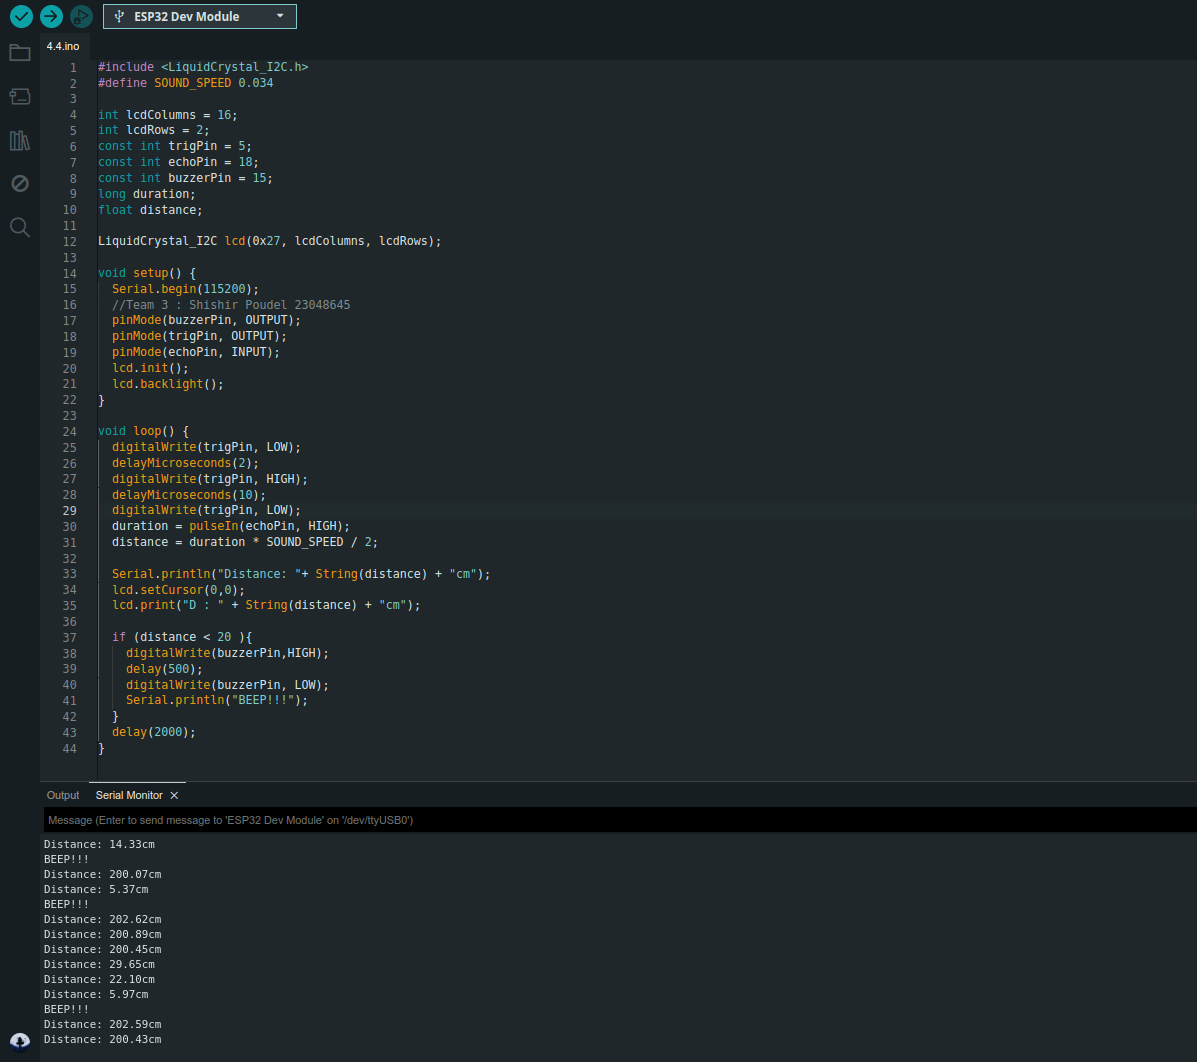 ESP32 Dev Module
4.4.ino
1 #include <LiquidCrystal_I2C.h>
2 #define SOUND_SPEED 0.034
3
4 int lcdColumns = 16;
5 int lcdRows = 2;
6 const int trigPin = 5;
7 const int echoPin = 18;
8 const int buzzerPin = 15;
9 long duration;
10 float distance;
11
12 LiquidCrystal_I2C lcd(0x27, lcdColumns, lcdRows);
13
14 void setup() {
15   Serial.begin(115200);
16   //Team 3 : Shishir Poudel 23048645
17   pinMode(buzzerPin, OUTPUT);
18   pinMode(trigPin, OUTPUT);
19   pinMode(echoPin, INPUT);
20   lcd.init();
21   lcd.backlight();
22 }
23
24 void loop() {
25   digitalWrite(trigPin, LOW);
26   delayMicroseconds(2);
27   digitalWrite(trigPin, HIGH);
28   delayMicroseconds(10);
29   digitalWrite(trigPin, LOW);
30   duration = pulseIn(echoPin, HIGH);
31   distance = duration * SOUND_SPEED / 2;
32
33   Serial.println("Distance: "+ String(distance) + "cm");
34   lcd.setCursor(0,0);
35   lcd.print("D : " + String(distance) + "cm");
36
37   if (distance < 20 ){
38     digitalWrite(buzzerPin,HIGH);
39     delay(500);
40     digitalWrite(buzzerPin, LOW);
41     Serial.println("BEEP!!!");
42   }
43   delay(2000);
44 }
Output Serial Monitor
Message (Enter to send message to 'ESP32 Dev Module' on '/dev/ttyUSB0')
Distance: 14.33cm
BEEP!!!
Distance: 200.07cm
Distance: 5.37cm
BEEP!!!
Distance: 202.62cm
Distance: 200.89cm
Distance: 200.45cm
Distance: 29.65cm
Distance: 22.10cm
Distance: 5.97cm
BEEP!!!
Distance: 202.59cm
Distance: 200.43cm